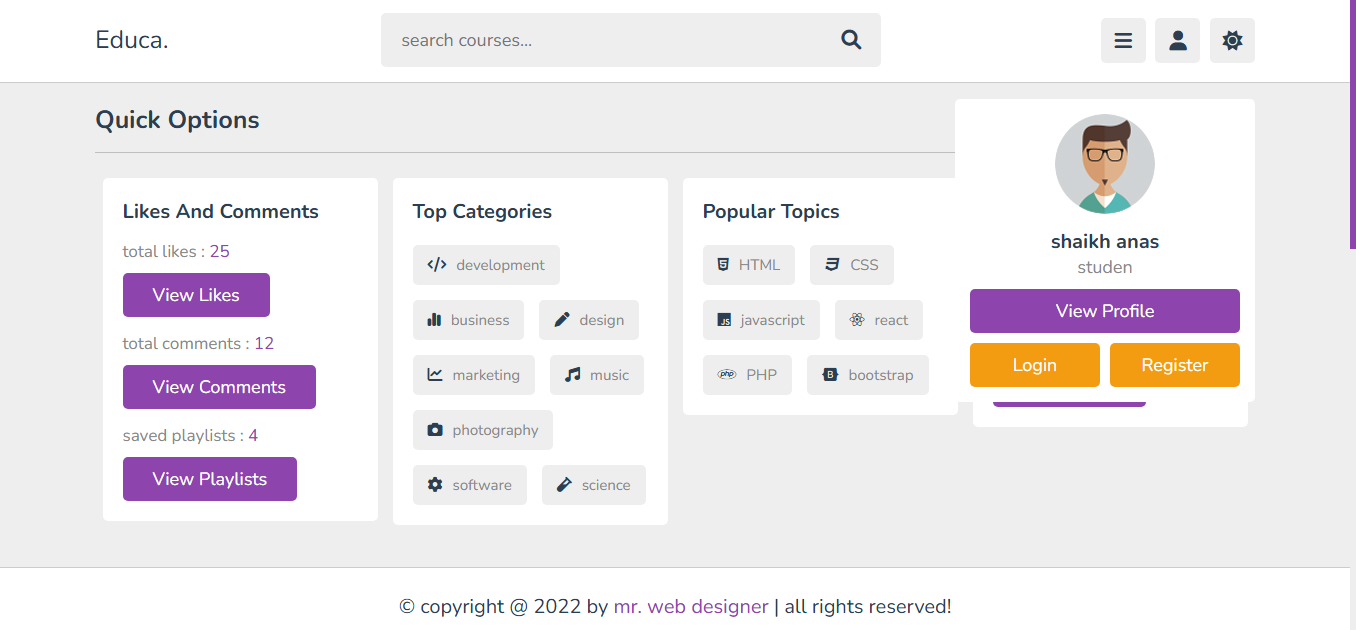 Educa.
search courses...
Quick Options
Likes And Comments
total likes : 25
View Likes
total comments : 12
View Comments
saved playlists : 4
View Playlists
Top Categories
development
business design
marketing music
photography
software science
Popular Topics
HTML CSS
JS javascript react
php PHP B bootstrap
shaikh anas
studen
View Profile
Login Register
© copyright @ 2022 by mr. web designer | all rights reserved!